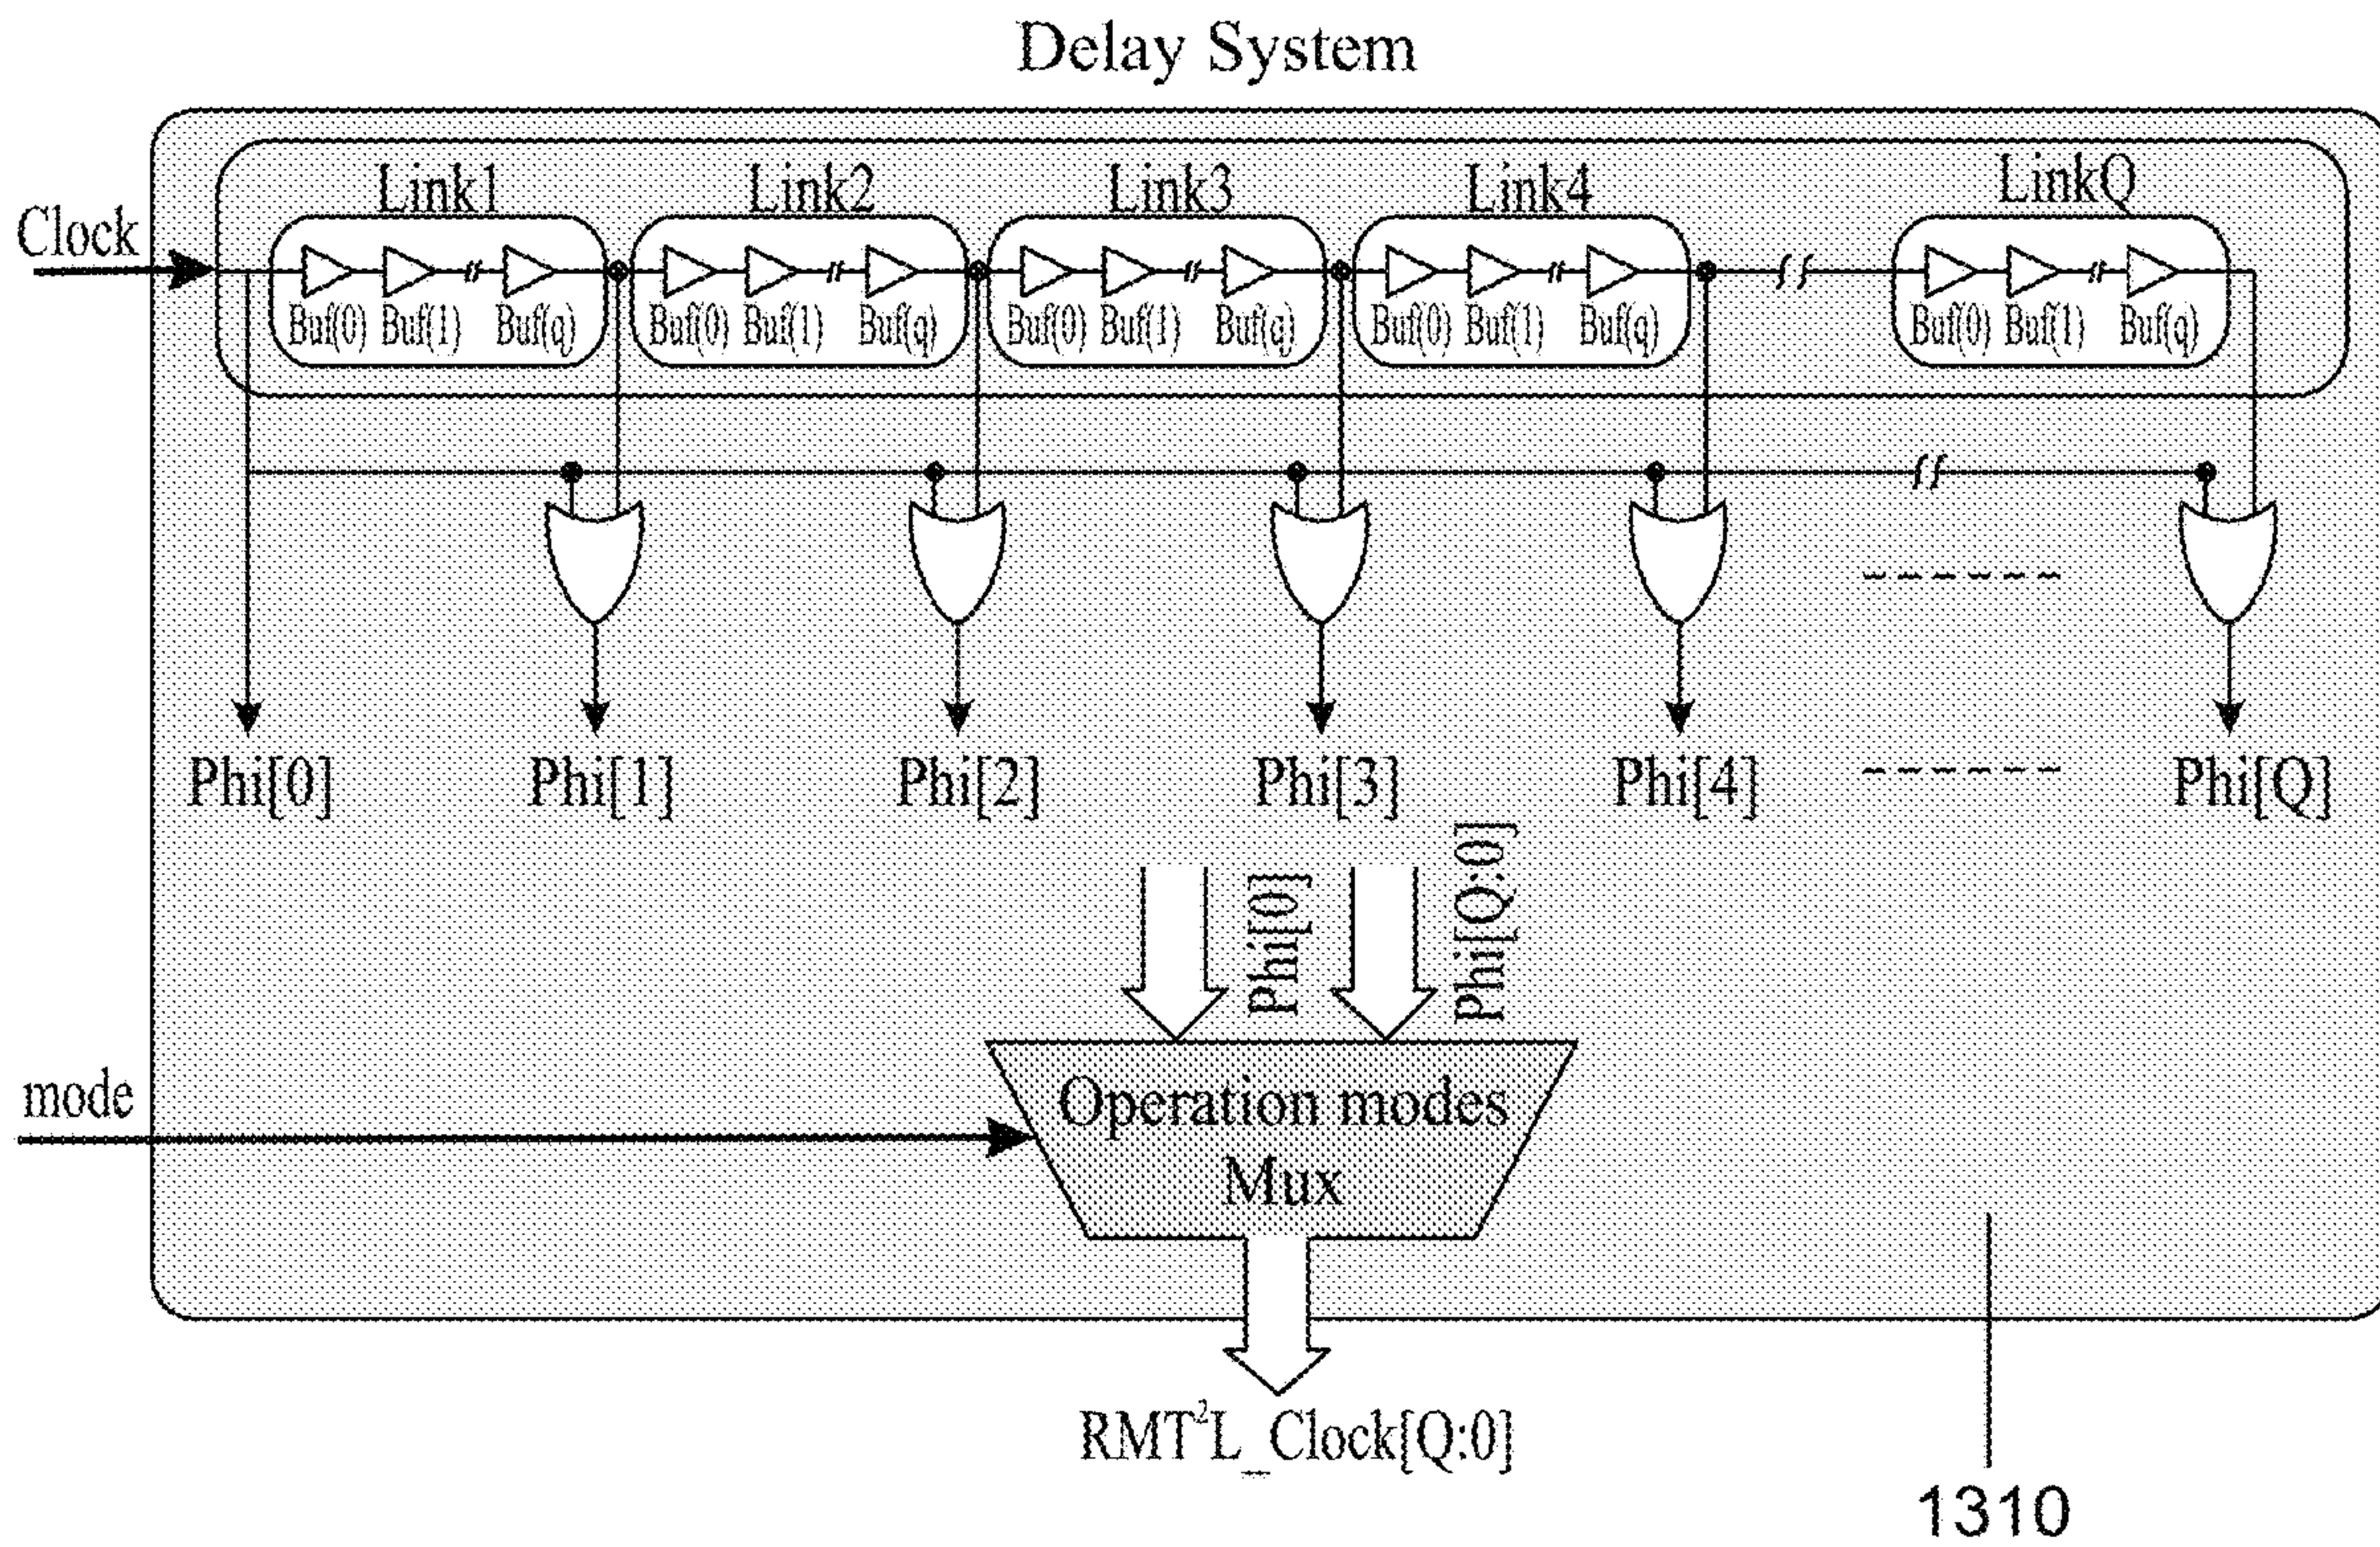 Delay System
Link1 Link2 Link3 Link4 LinkQ
Clock
Buf(0) Buf(1) Buf(q) Buf(0) Buf(1) Buf(q) Buf(0) Buf(1) Buf(q) Buf(0) Buf(1) Buf(q) Buf(0) Buf(1) Buf(q)
Phi[0] Phi[1] Phi[2] Phi[3] Phi[4] Phi[Q]
Phi[0]
Phi[Q:0]
mode
Operation modes
Mux
RMT²L_Clock[Q:0]
1310